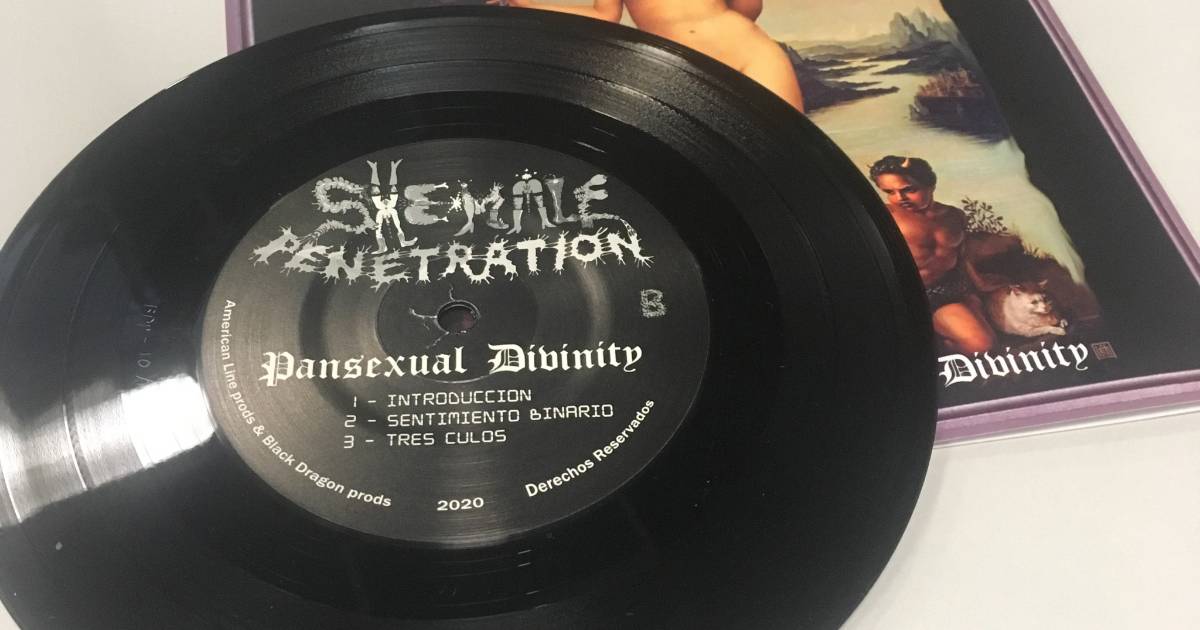 SHEMALE
PENETRATION
B
Pansexual Divinity
1 - INTRODUCCION
2 - SENTIMIENTO BINARIO
3 - TRES CULOS
American Line prods & Black Dragon prods
2020
Derechos Reservados
Divinity